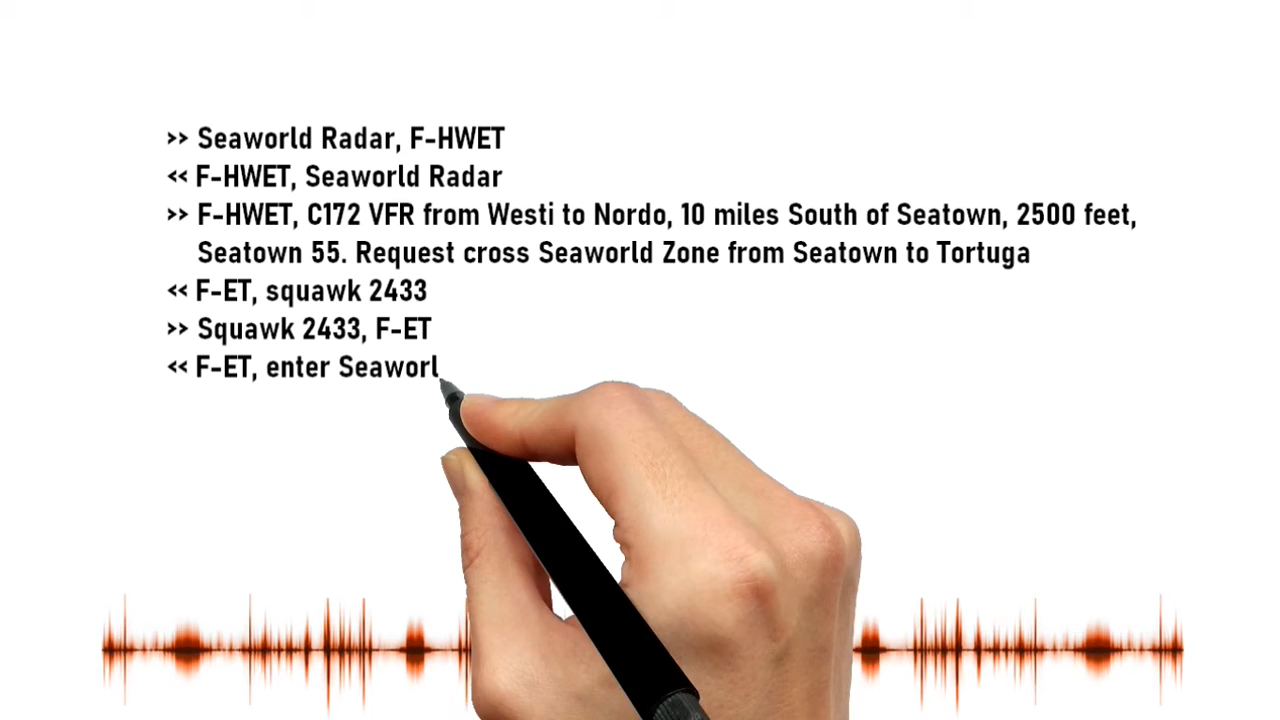 >> Seaworld Radar, F-HWET
<< F-HWET, Seaworld Radar
>> F-HWET, C172 VFR from Westi to Nordo, 10 miles South of Seatown, 2500 feet,
Seatown 55. Request cross Seaworld Zone from Seatown to Tortuga
<< F-ET, squawk 2433
>> Squawk 2433, F-ET
<< F-ET, enter Seaworl